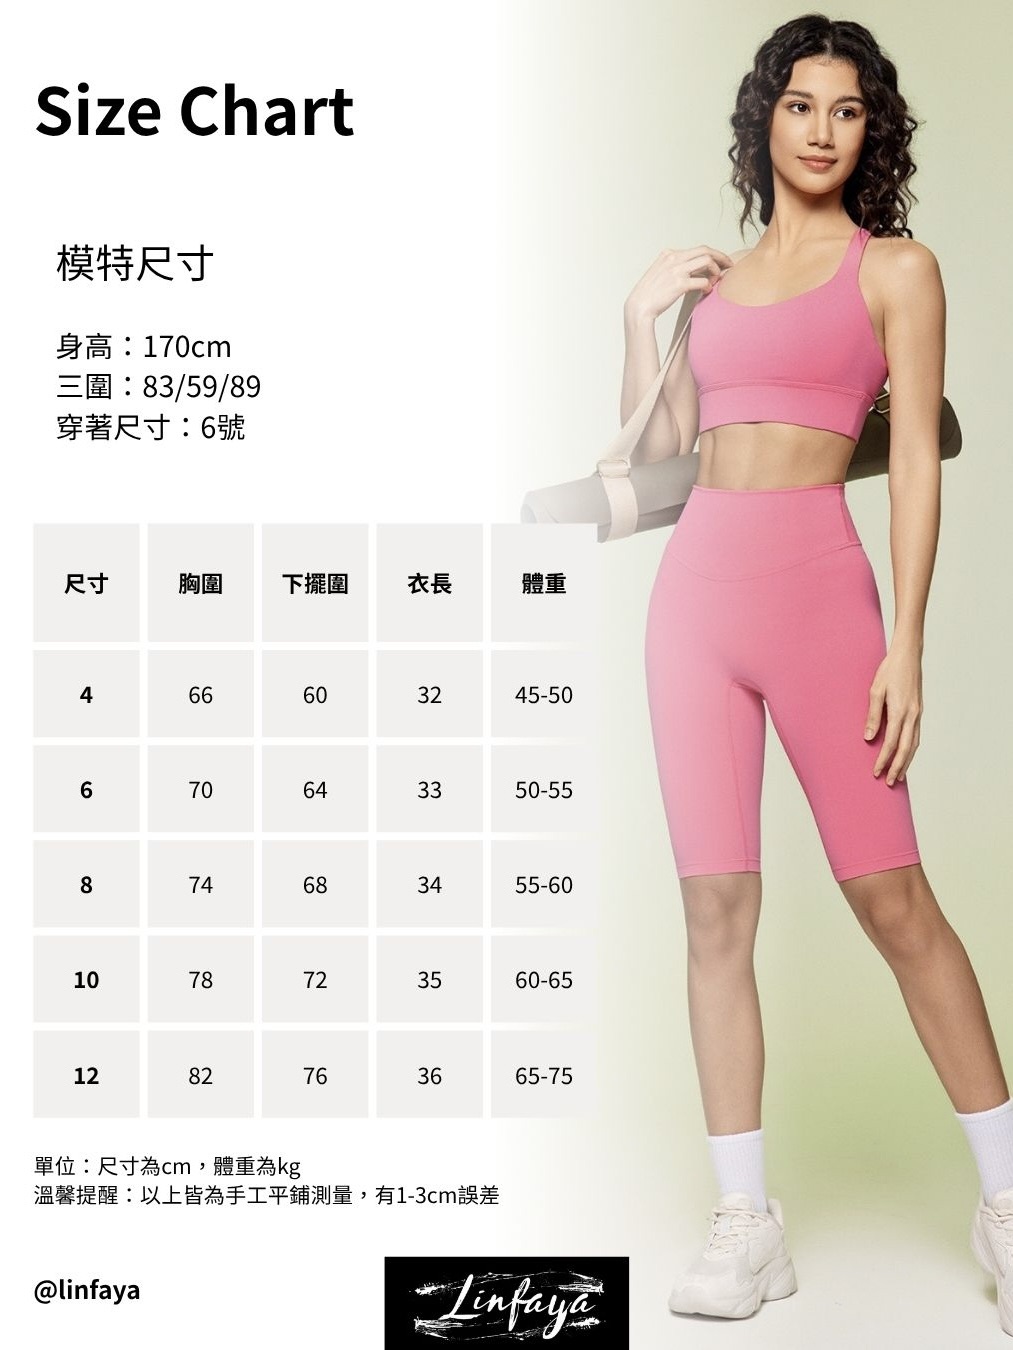 Size Chart
模特尺寸
身高：170cm
三圍：83/59/89
穿著尺寸：6號
尺寸 胸圍 下擺圍 衣長 體重
4 66 60 32 45-50
6 70 64 33 50-55
8 74 68 34 55-60
10 78 72 35 60-65
12 82 76 36 65-75
單位：尺寸為cm，體重為kg
溫馨提醒：以上皆為手工平鋪測量，有1-3cm誤差
@linfaya
Linfaya